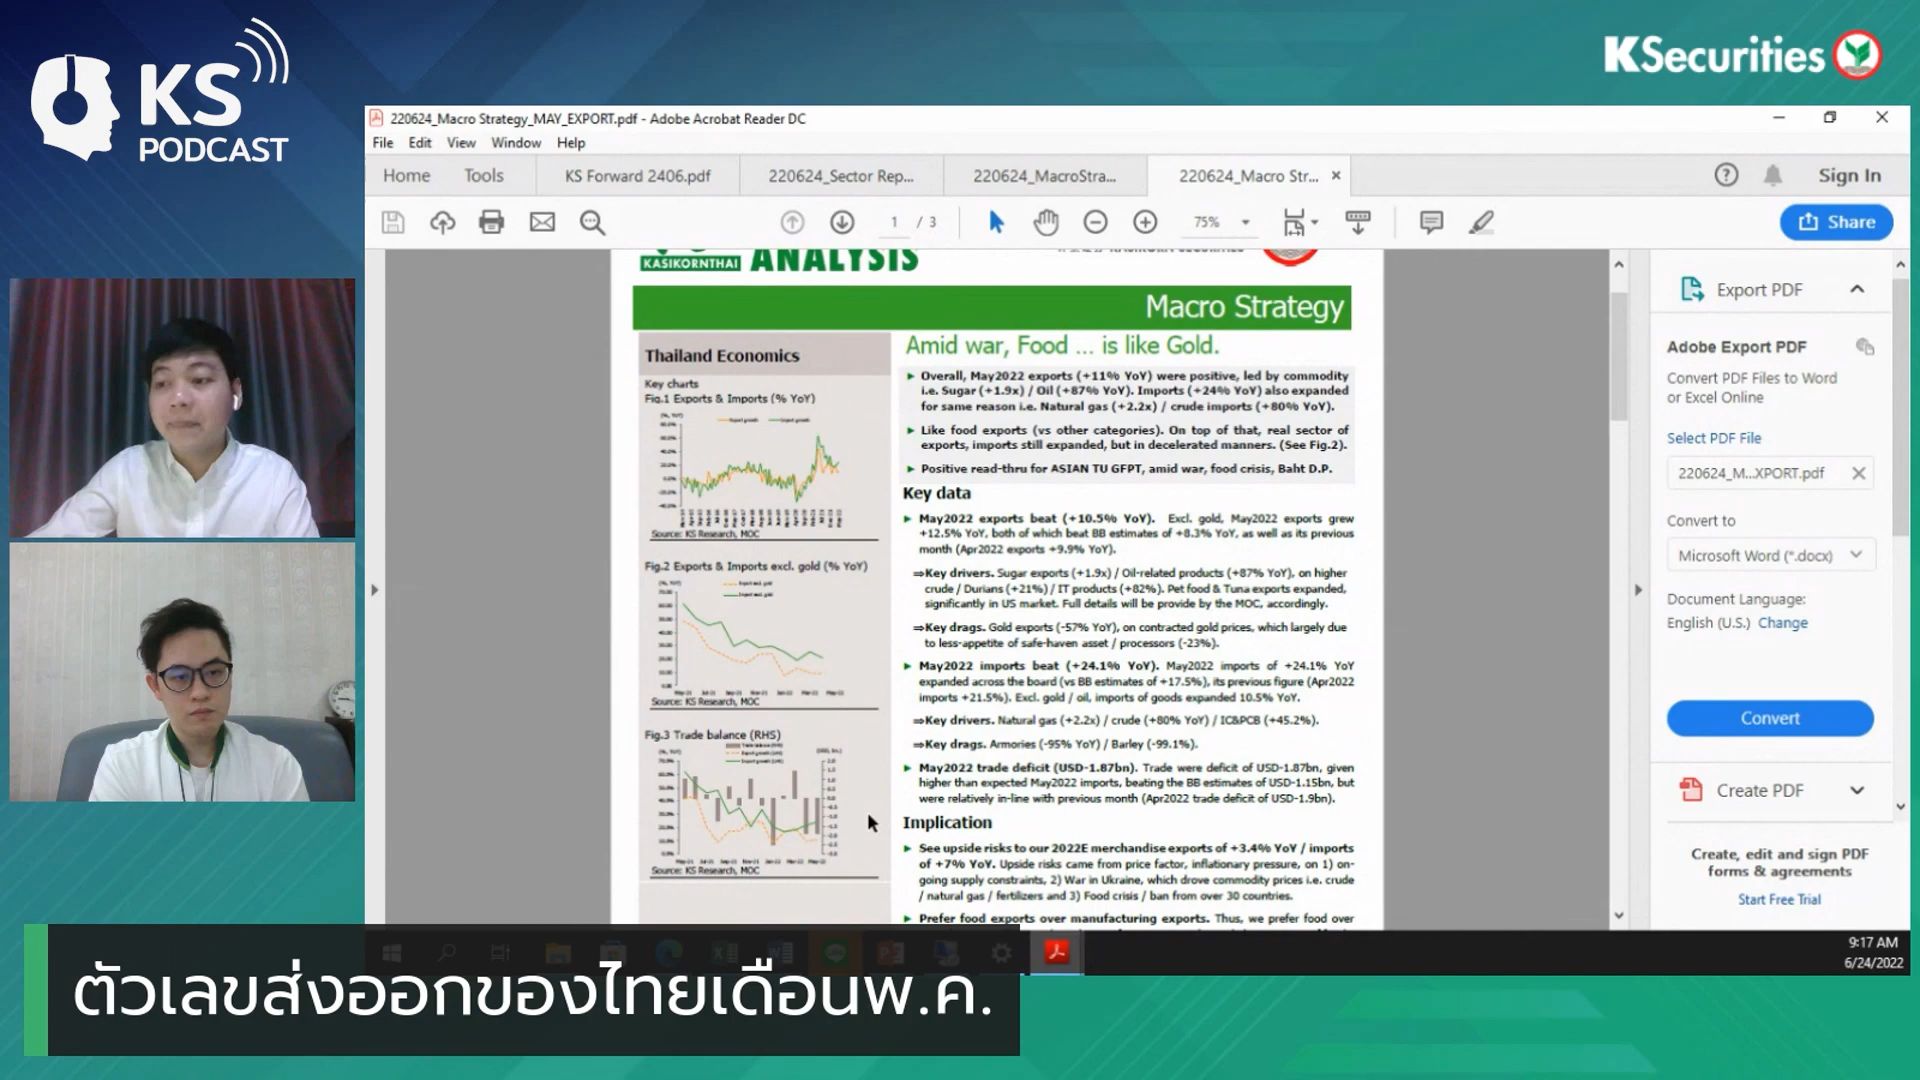 KS
PODCAST
KSecurities
220624_Macro Strategy_MAY_EXPORT.pdf - Adobe Acrobat Reader DC
File Edit View Window Help
Home Tools KS Forward 2406.pdf 220624_Sector Rep... 220624_MacroStra... 220624_Macro Str... Sign In
1 / 3 75% Share
KASIKORNTHAI ANALYSIS
Macro Strategy
Thailand Economics
Key charts
Fig.1 Exports & Imports (% YoY)
Source: KS Research, MOC
Fig.2 Exports & Imports excl. gold (% YoY)
Source: KS Research, MOC
Fig.3 Trade balance (RHS)
Source: KS Research, MOC
Amid war, Food ... is like Gold.
Overall, May2022 exports (+11% YoY) were positive, led by commodity
i.e. Sugar (+1.9x) / Oil (+87% YoY). Imports (+24% YoY) also expanded
for same reason i.e. Natural gas (+2.2x) / crude imports (+80% YoY).
Like food exports (vs other categories). On top of that, real sector of
exports, imports still expanded, but in decelerated manners. (See Fig.2).
Positive read-thru for ASIAN TU GFPT, amid war, food crisis, Baht D.P.
Key data
May2022 exports beat (+10.5% YoY). Excl. gold, May2022 exports grew
+12.5% YoY, both of which beat BB estimates of +8.3% YoY, as well as its previous
month (Apr2022 exports +9.9% YoY).
⇒Key drivers. Sugar exports (+1.9x) / Oil-related products (+87% YoY), on higher
crude / Durians (+21%) / IT products (+82%). Pet food & Tuna exports expanded,
significantly in US market. Full details will be provide by the MOC, accordingly.
⇒Key drags. Gold exports (-57% YoY), on contracted gold prices, which largely due
to less-appetite of safe-haven asset / processors (-23%).
May2022 imports beat (+24.1% YoY). May2022 imports of +24.1% YoY
expanded across the board (vs BB estimates of +17.5%), its previous figure (Apr2022
imports +21.5%). Excl. gold / oil, imports of goods expanded 10.5% YoY.
⇒Key drivers. Natural gas (+2.2x) / crude (+80% YoY) / IC&PCB (+45.2%).
⇒Key drags. Armories (-95% YoY) / Barley (-99.1%).
May2022 trade deficit (USD-1.87bn). Trade were deficit of USD-1.87bn, given
higher than expected May2022 imports, beating the BB estimates of USD-1.15bn, but
were relatively in-line with previous month (Apr2022 trade deficit of USD-1.9bn).
Implication
See upside risks to our 2022E merchandise exports of +3.4% YoY / imports
of +7% YoY. Upside risks came from price factor, inflationary pressure, on 1) on-
going supply constraints, 2) War in Ukraine, which drove commodity prices i.e. crude
/ natural gas / fertilizers and 3) Food crisis / ban from over 30 countries.
Prefer food exports over manufacturing exports. Thus, we prefer food over
Export PDF
Adobe Export PDF
Convert PDF Files to Word
or Excel Online
Select PDF File
220624_M...XPORT.pdf
Convert to
Microsoft Word (*.docx)
Document Language:
English (U.S.) Change
Convert
Create PDF
Create, edit and sign PDF
forms & agreements
Start Free Trial
9:17 AM
6/24/2022
ตัวเลขส่งออกของไทยเดือนพ.ค.